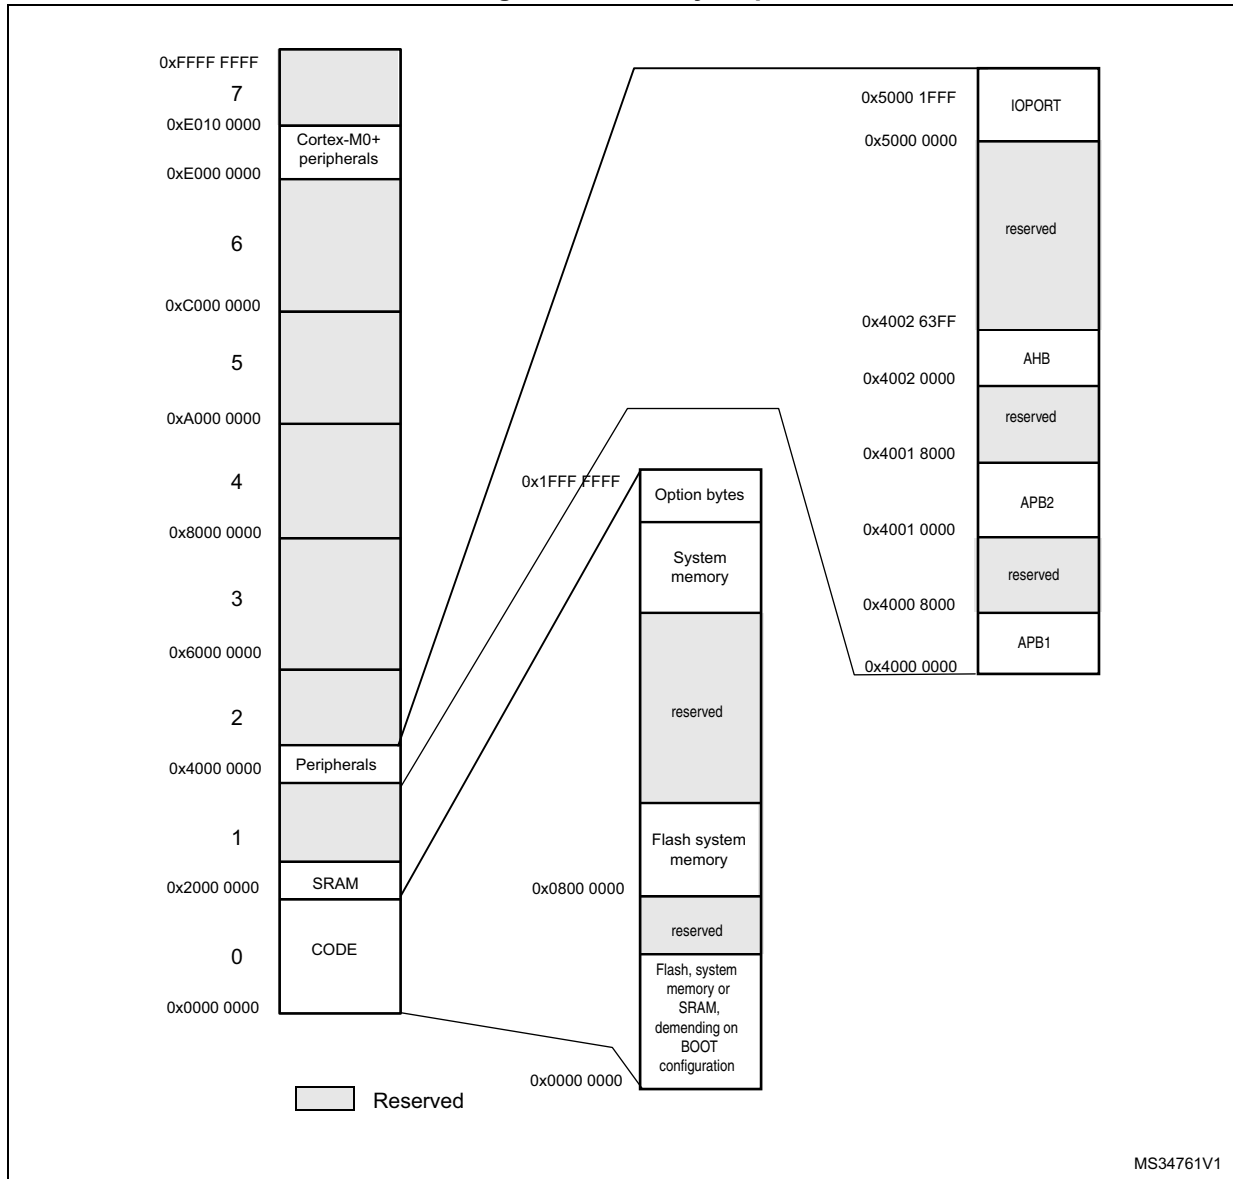 0xFFFF FFFF
7
0xE010 0000
Cortex-M0+
peripherals
0xE000 0000
6
0xC000 0000
5
0xA000 0000
4
0x8000 0000
3
0x6000 0000
2
0x4000 0000
Peripherals
1
0x2000 0000
SRAM
0
CODE
0x0000 0000
Reserved
0x1FFF FFFF
Option bytes
System
memory
reserved
Flash system
memory
0x0800 0000
reserved
Flash, system
memory or
SRAM,
demending on
BOOT
configuration
0x0000 0000
0x5000 1FFF
IOPORT
0x5000 0000
reserved
0x4002 63FF
AHB
0x4002 0000
reserved
0x4001 8000
APB2
0x4001 0000
reserved
0x4000 8000
APB1
0x4000 0000
MS34761V1